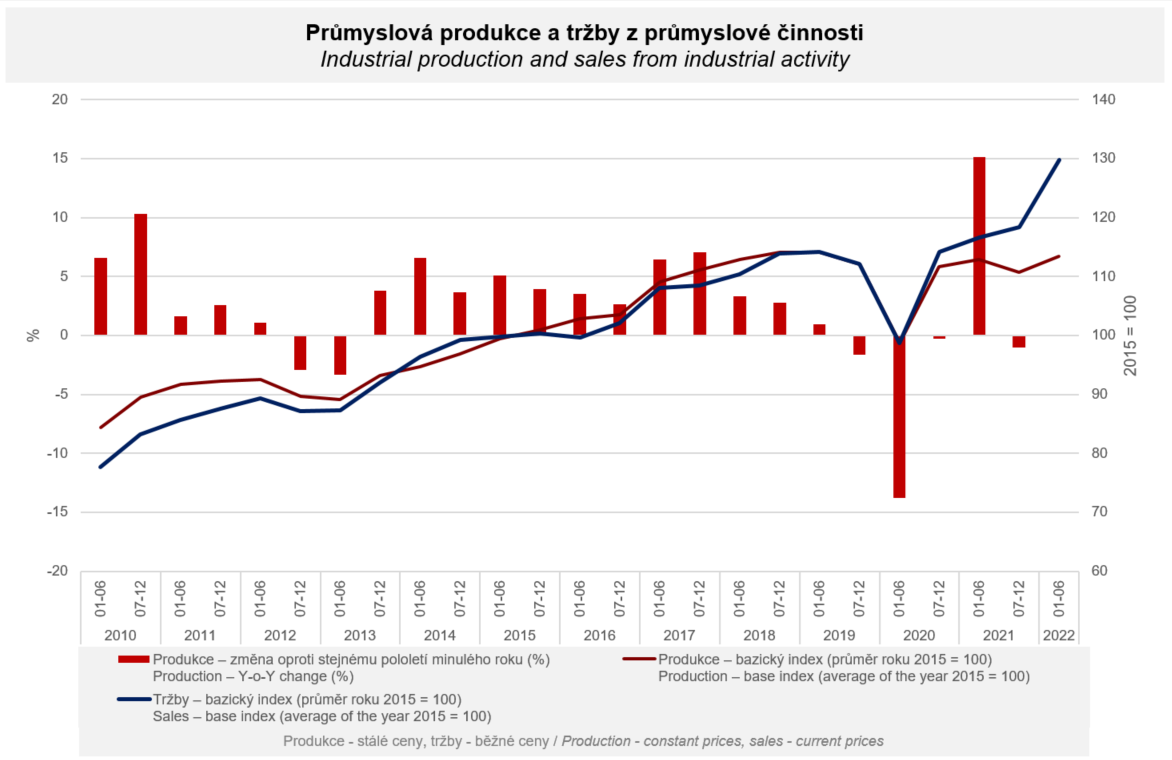 Průmyslová produkce a tržby z průmyslové činnosti
Industrial production and sales from industrial activity
20
15
10
5
0
-5
-10
-15
-20
%
140
130
120
110
100
90
80
70
60
2015 = 100
01-06 07-12 01-06 07-12 01-06 07-12 01-06 07-12 01-06 07-12 01-06 07-12 01-06 07-12 01-06 07-12 01-06 07-12 01-06 07-12 01-06 07-12 01-06 07-12 01-06
2010 2011 2012 2013 2014 2015 2016 2017 2018 2019 2020 2021 2022
Produkce – změna oproti stejnému pololetí minulého roku (%)
Production – Y-o-Y change (%)
Produkce – bazický index (průměr roku 2015 = 100)
Production – base index (average of the year 2015 = 100)
Tržby – bazický index (průměr roku 2015 = 100)
Sales – base index (average of the year 2015 = 100)
Produkce - stálé ceny, tržby - běžné ceny / Production - constant prices, sales - current prices